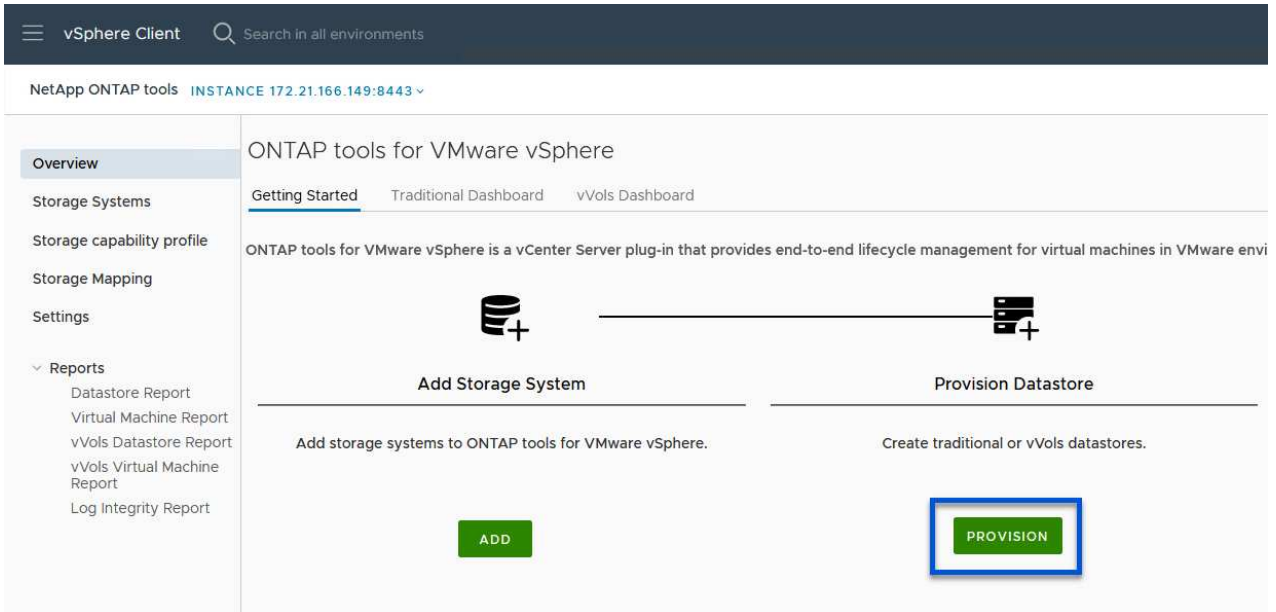 vSphere Client
Search in all environments
NetApp ONTAP tools INSTANCE 172.21.166.149:8443
Overview
Storage Systems
Storage capability profile
Storage Mapping
Settings
Reports
Datastore Report
Virtual Machine Report
vVols Datastore Report
vVols Virtual Machine
Report
Log Integrity Report
ONTAP tools for VMware vSphere
Getting Started Traditional Dashboard vVols Dashboard
ONTAP tools for VMware vSphere is a vCenter Server plug-in that provides end-to-end lifecycle management for virtual machines in VMware envi
Add Storage System
Add storage systems to ONTAP tools for VMware vSphere.
ADD
Provision Datastore
Create traditional or vVols datastores.
PROVISION